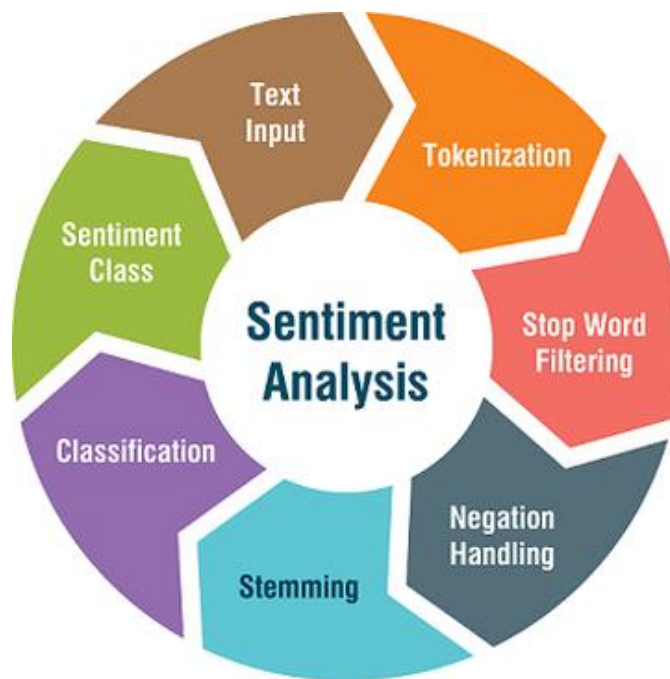 Text
Input
Tokenization
Stop Word
Filtering
Negation
Handling
Stemming
Classification
Sentiment
Class
Sentiment
Analysis